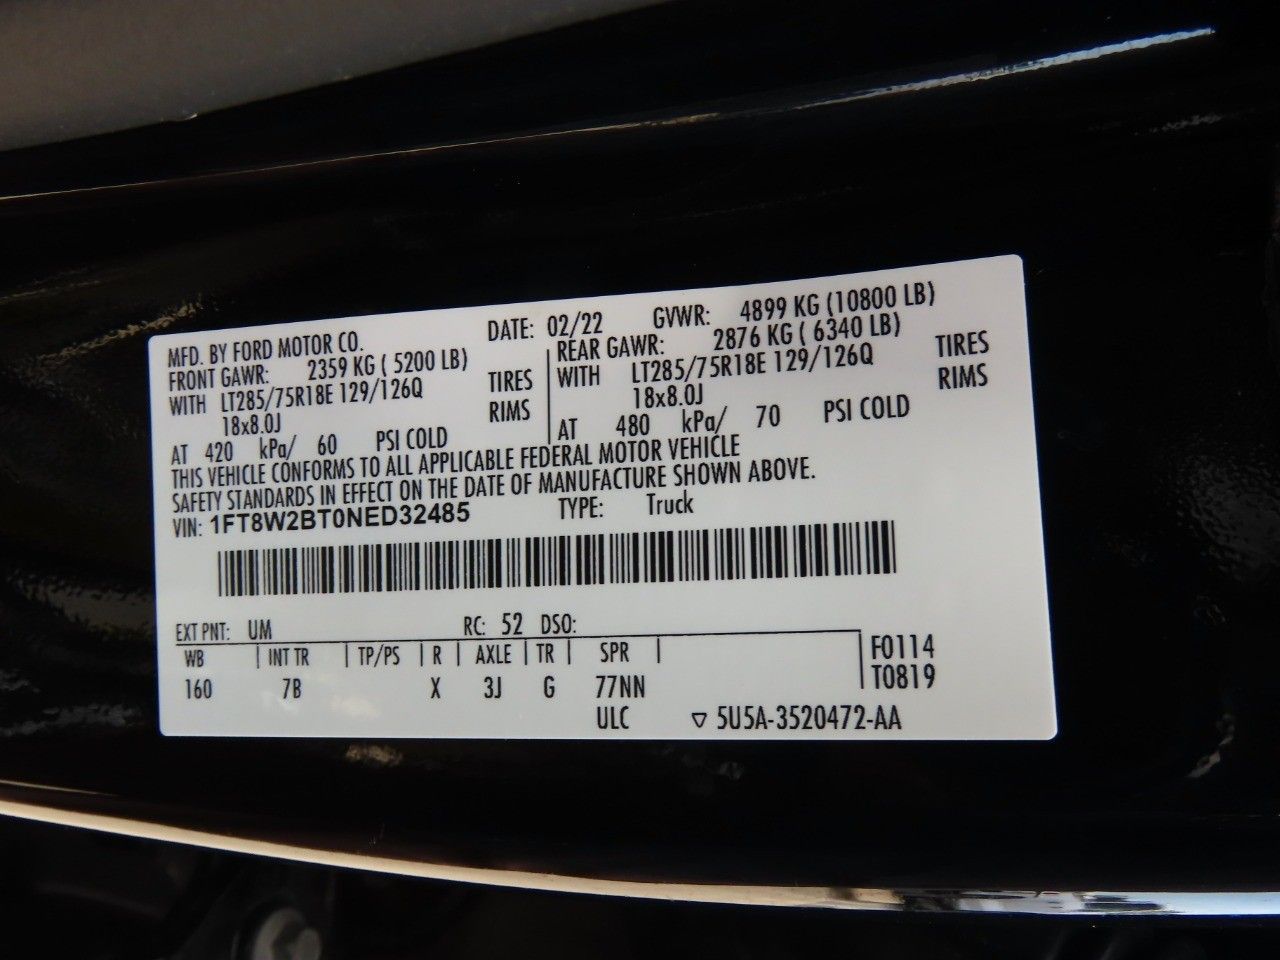 MFD. BY FORD MOTOR CO. DATE: 02/22 GVWR: 4899 KG (10800 LB)
FRONT GAWR: 2359 KG ( 5200 LB) REAR GAWR: 2876 KG ( 6340 LB)
WITH LT285/75R18E 129/126Q TIRES WITH LT285/75R18E 129/126Q TIRES
18x8.0J RIMS 18x8.0J RIMS
AT 420 kPa/ 60 PSI COLD AT 480 kPa/ 70 PSI COLD
THIS VEHICLE CONFORMS TO ALL APPLICABLE FEDERAL MOTOR VEHICLE
SAFETY STANDARDS IN EFFECT ON THE DATE OF MANUFACTURE SHOWN ABOVE.
VIN: 1FT8W2BT0NED32485 TYPE: Truck
EXT PNT: UM RC: 52 DSO:
WB | INT TR | TP/PS | R | AXLE | TR | SPR | F0114
160 7B X 3J G 77NN T0819
ULC ▽ 5U5A-3520472-AA